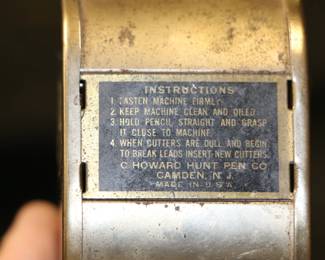 INSTRUCTIONS
1. FASTEN MACHINE FIRMLY.
2. KEEP MACHINE CLEAN AND OILED.
3. HOLD PENCIL STRAIGHT AND GRASP
IT CLOSE TO MACHINE.
4. WHEN CUTTERS ARE DULL AND BEGIN
TO BREAK LEADS INSERT NEW CUTTERS.
C. HOWARD HUNT PEN CO.
CAMDEN, N.J.
MADE IN U.S.A.